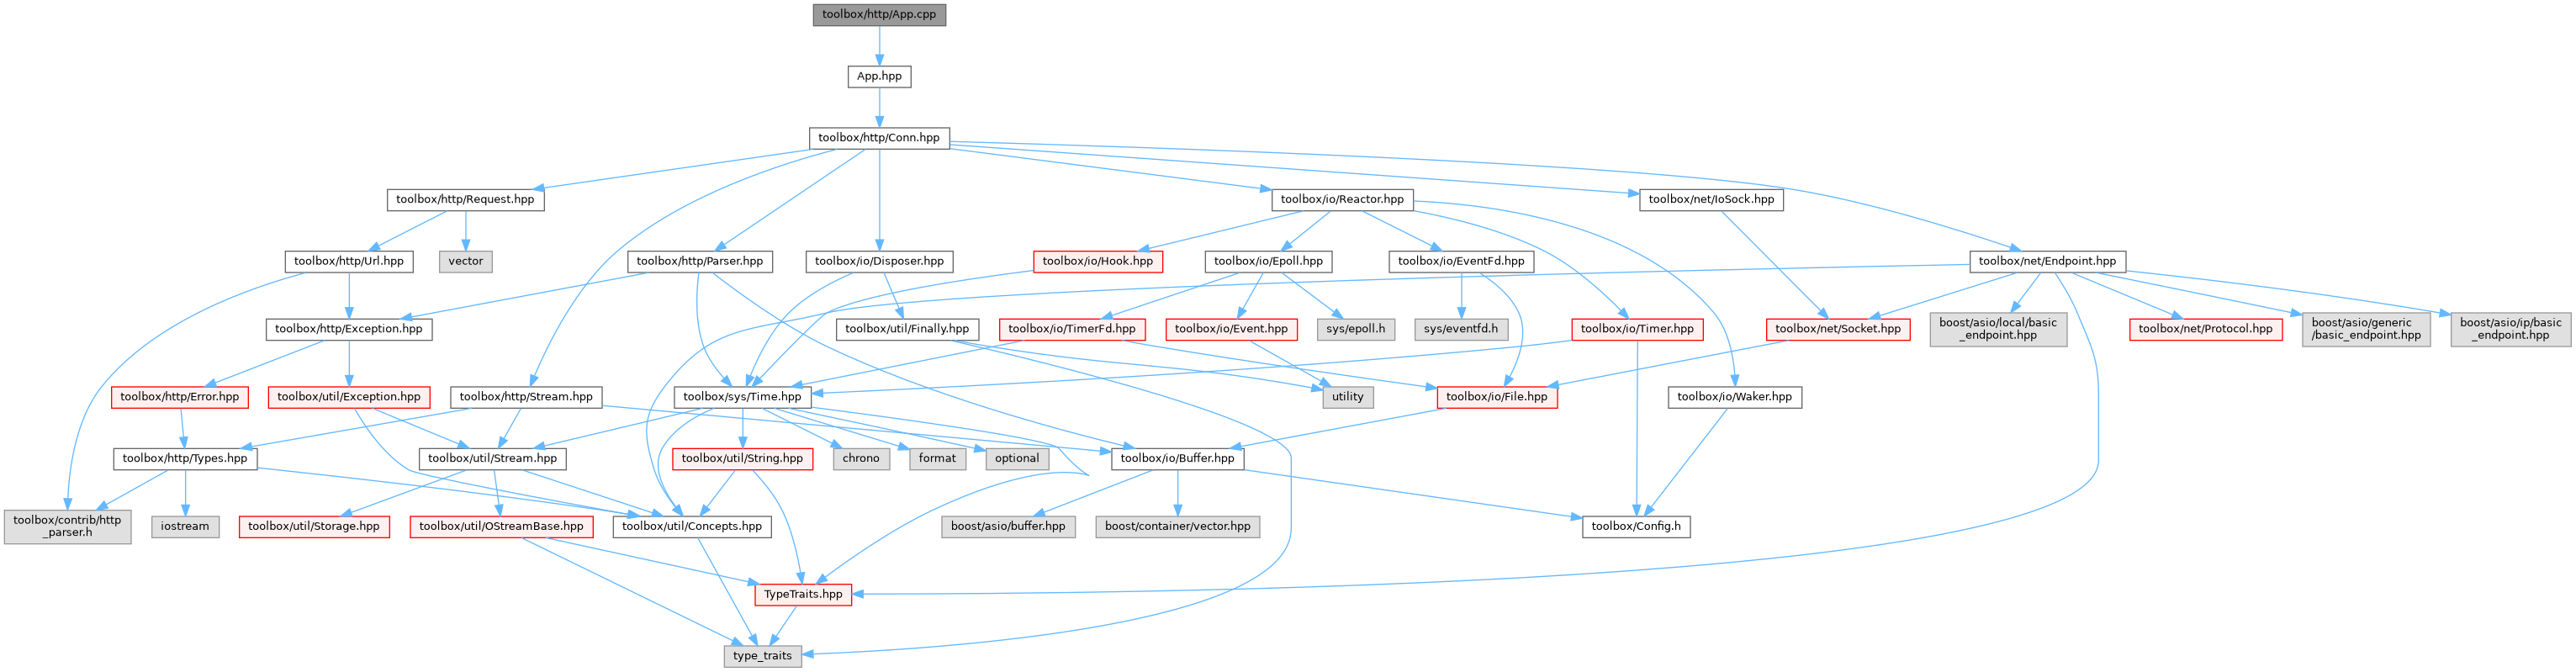 toolbox/http/App.cpp
App.hpp
toolbox/http/Conn.hpp
toolbox/http/Request.hpp
toolbox/io/Reactor.hpp
toolbox/net/IoSock.hpp
toolbox/http/Url.hpp
vector
toolbox/http/Parser.hpp
toolbox/io/Disposer.hpp
toolbox/io/Hook.hpp
toolbox/io/Epoll.hpp
toolbox/io/EventFd.hpp
toolbox/net/Endpoint.hpp
toolbox/http/Exception.hpp
toolbox/util/Finally.hpp
toolbox/io/TimerFd.hpp
toolbox/io/Event.hpp
sys/epoll.h
sys/eventfd.h
toolbox/io/Timer.hpp
toolbox/net/Socket.hpp
boost/asio/local/basic
_endpoint.hpp
toolbox/net/Protocol.hpp
boost/asio/generic
/basic_endpoint.hpp
boost/asio/ip/basic
_endpoint.hpp
toolbox/http/Error.hpp
toolbox/util/Exception.hpp
toolbox/http/Stream.hpp
toolbox/sys/Time.hpp
utility
toolbox/io/File.hpp
toolbox/io/Waker.hpp
toolbox/http/Types.hpp
toolbox/util/Stream.hpp
toolbox/util/String.hpp
chrono
format
optional
toolbox/io/Buffer.hpp
toolbox/contrib/http
_parser.h
iostream
toolbox/util/Storage.hpp
toolbox/util/OStreamBase.hpp
toolbox/util/Concepts.hpp
boost/asio/buffer.hpp
boost/container/vector.hpp
toolbox/Config.h
TypeTraits.hpp
type_traits